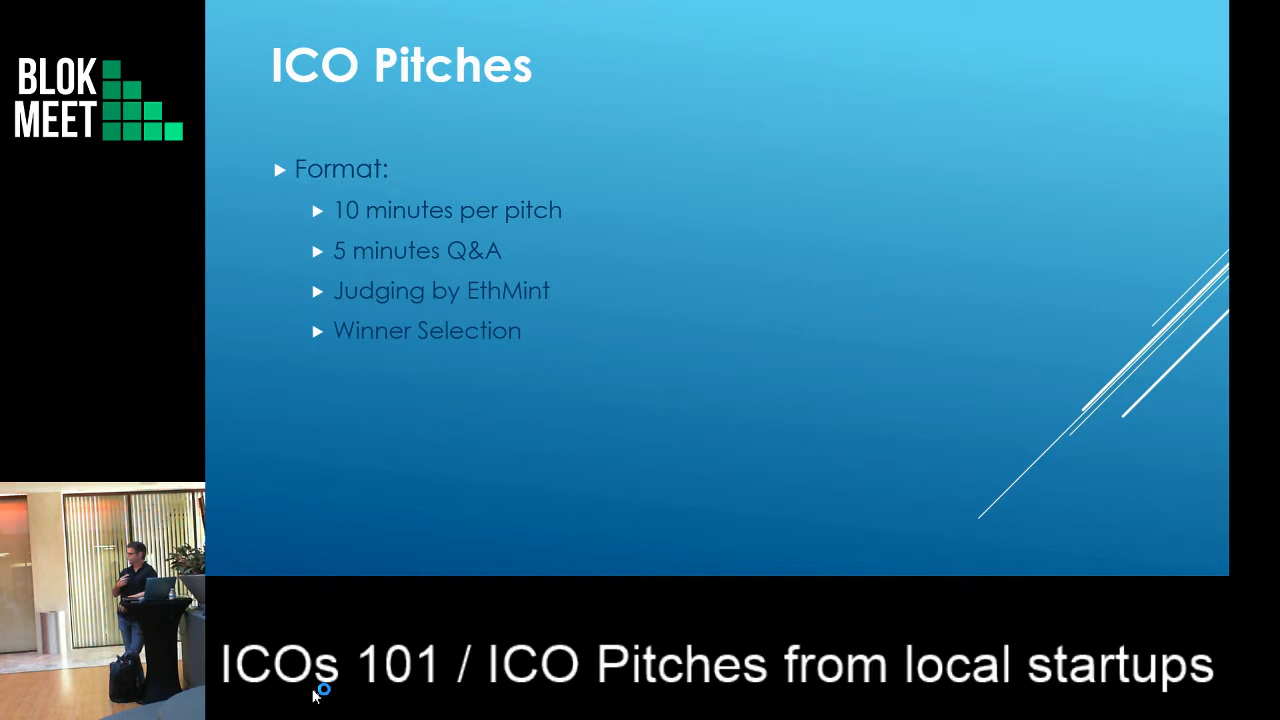 BLOK
MEET
ICO Pitches
Format:
10 minutes per pitch
5 minutes Q&A
Judging by EthMint
Winner Selection
ICOs 101 / ICO Pitches from local startups